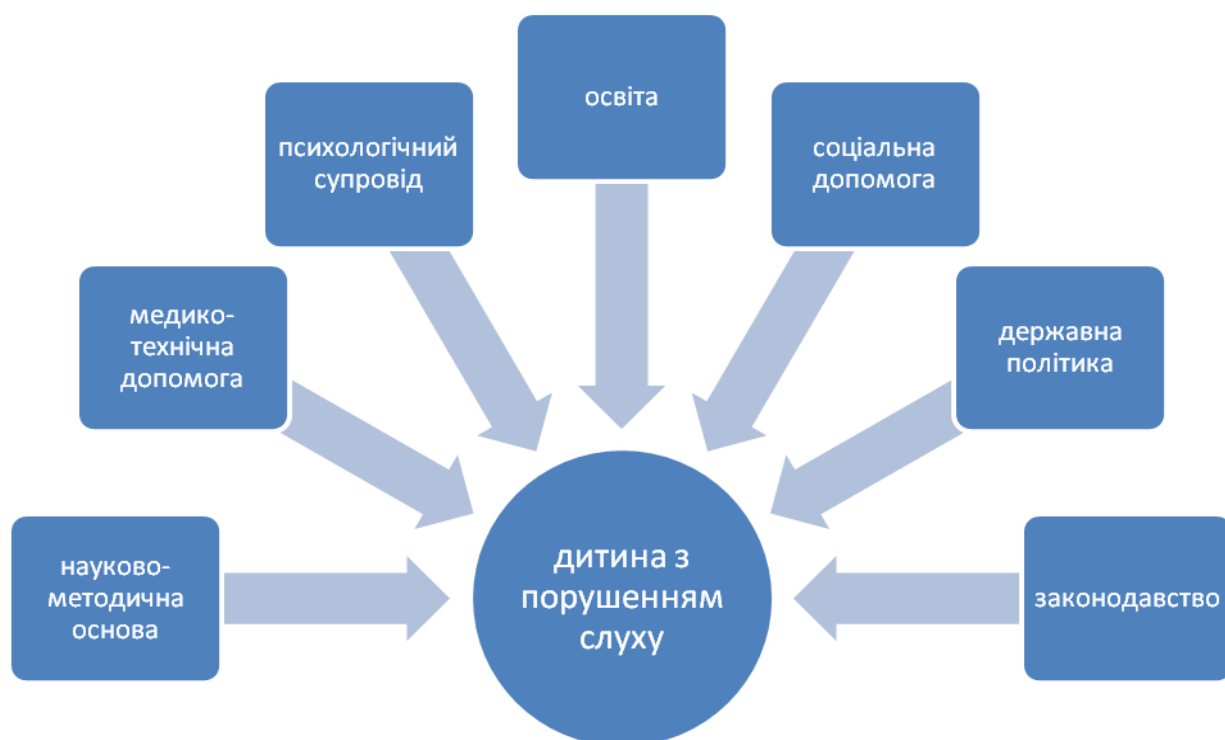 освіта
психологічний
супровід
соціальна
допомога
медико-
технічна
допомога
державна
політика
науково-
методична
основа
дитина з
порушенням
слуху
законодавство